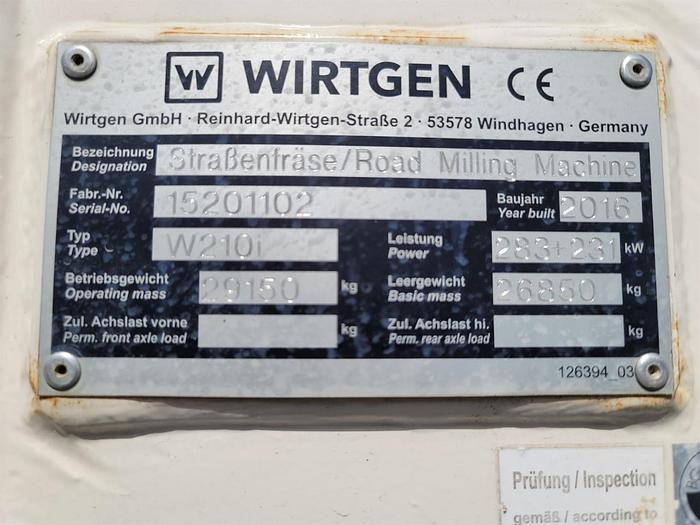 W WIRTGEN CE
Wirtgen GmbH · Reinhard-Wirtgen-Straße 2 · 53578 Windhagen · Germany
Bezeichnung
Designation
Straßenfräse/Road Milling Machine
Fabr.-Nr.
Serial-No.
15201102
Baujahr
Year built
2016
Typ
Type
W210i
Leistung
Power
283+231 kW
Betriebsgewicht
Operating mass
29150 kg
Leergewicht
Basic mass
26850 kg
Zul. Achslast vorne
Perm. front axle load
kg
Zul. Achslast hi.
Perm. rear axle load
kg
126394_03
Prüfung / Inspection
gemäß / according to